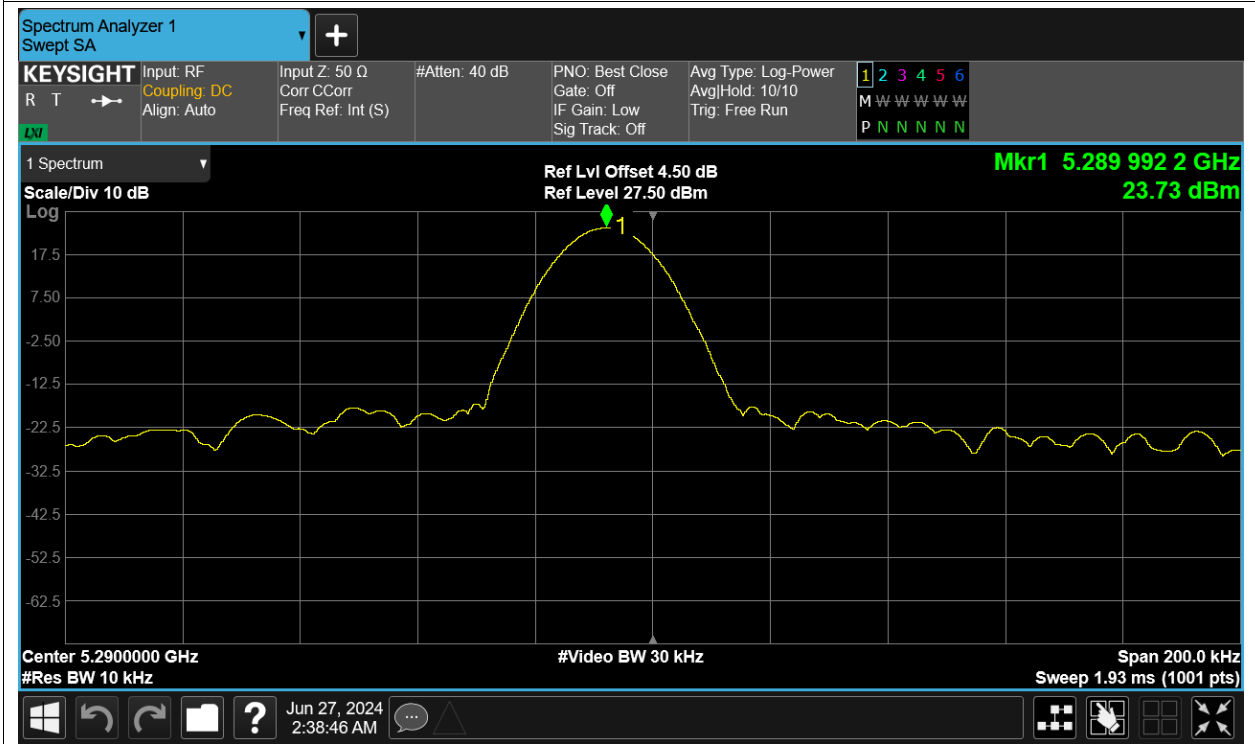 Spectrum Analyzer 1
Swept SA
+
KEYSIGHT
R T
LXI
Input: RF
Coupling: DC
Align: Auto
Input Z: 50 Ω
Corr CCorr
Freq Ref: Int (S)
#Atten: 40 dB
PNO: Best Close
Gate: Off
IF Gain: Low
Sig Track: Off
Avg Type: Log-Power
Avg|Hold: 10/10
Trig: Free Run
1 2 3 4 5 6
M W W W W W
P N N N N N
1 Spectrum
Scale/Div 10 dB
Ref Lvl Offset 4.50 dB
Ref Level 27.50 dBm
Mkr1 5.289 992 2 GHz
23.73 dBm
Log
1
17.5
7.50
-2.50
-12.5
-22.5
-32.5
-42.5
-52.5
-62.5
Center 5.2900000 GHz
#Video BW 30 kHz
Span 200.0 kHz
#Res BW 10 kHz
Sweep 1.93 ms (1001 pts)
?
Jun 27, 2024
2:38:46 AM